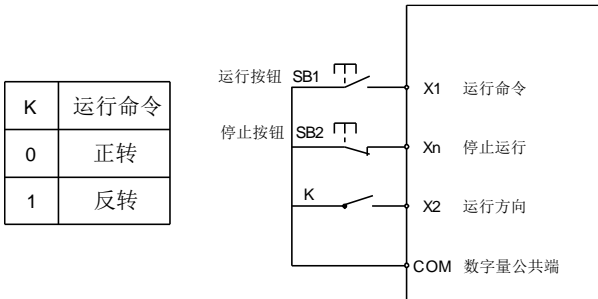 K 运行命令
0 正转
1 反转
运行按钮 SB1 X1 运行命令
停止按钮 SB2 Xn 停止运行
K X2 运行方向
COM 数字量公共端